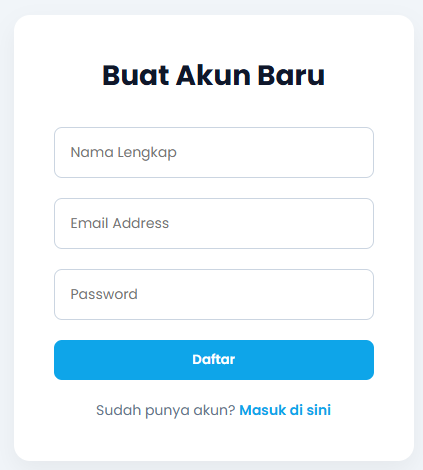 Buat Akun Baru
Nama Lengkap
Email Address
Password
Daftar
Sudah punya akun? Masuk di sini